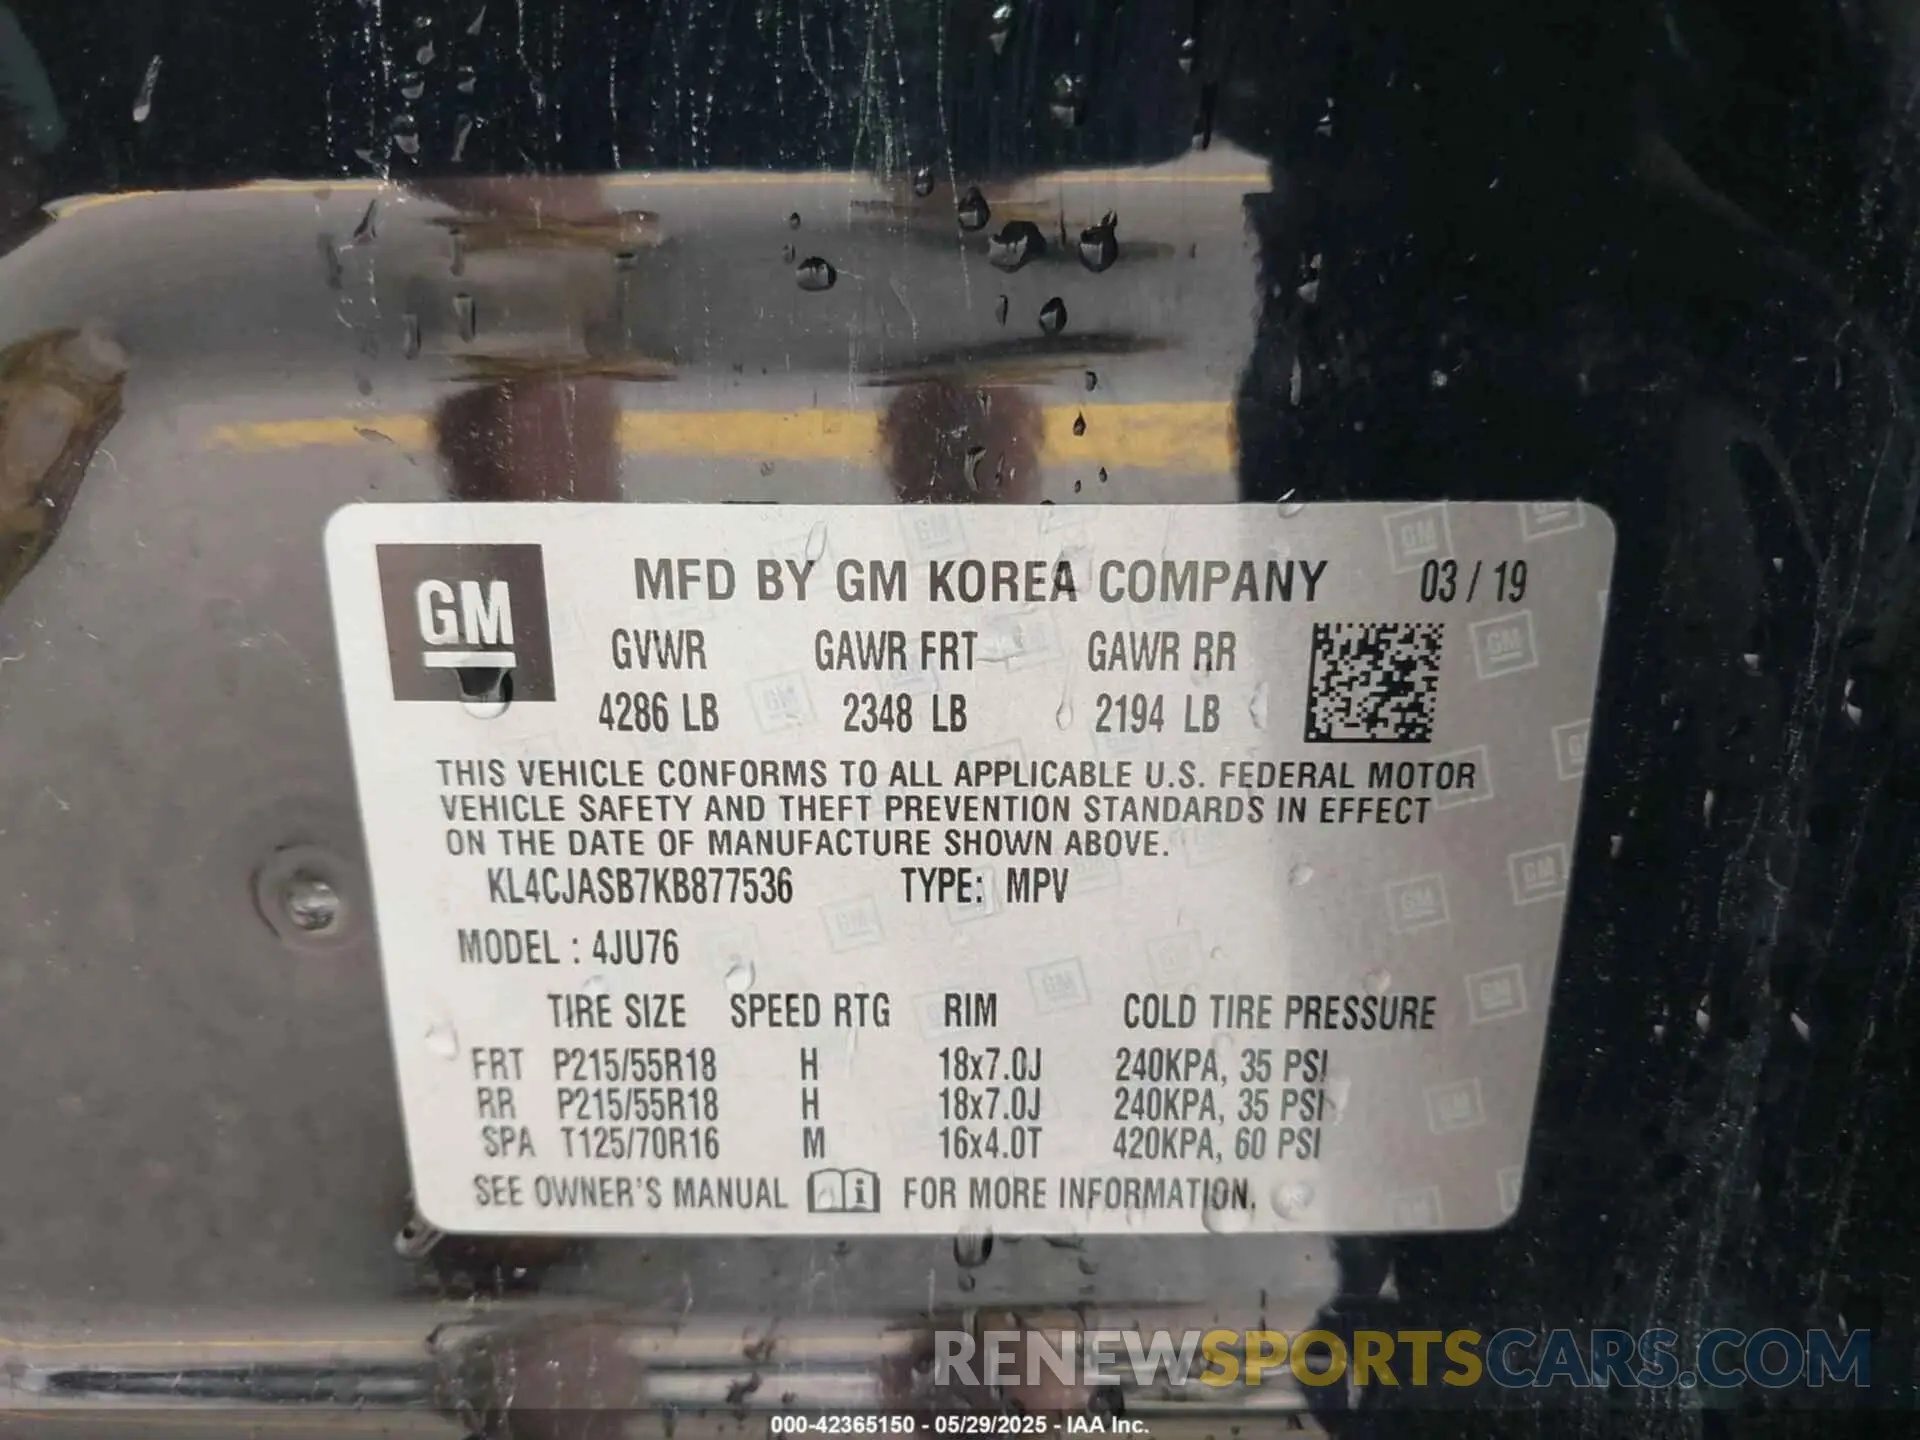 GM
MFD BY GM KOREA COMPANY 03 / 19
GVWR GAWR FRT GAWR RR
4286 LB 2348 LB 2194 LB
THIS VEHICLE CONFORMS TO ALL APPLICABLE U.S. FEDERAL MOTOR
VEHICLE SAFETY AND THEFT PREVENTION STANDARDS IN EFFECT
ON THE DATE OF MANUFACTURE SHOWN ABOVE.
KL4CJASB7KB877536 TYPE: MPV
MODEL : 4JU76
TIRE SIZE SPEED RTG RIM COLD TIRE PRESSURE
FRT P215/55R18 H 18x7.0J 240KPA, 35 PSI
RR P215/55R18 H 18x7.0J 240KPA, 35 PSI
SPA T125/70R16 M 16x4.0T 420KPA, 60 PSI
SEE OWNER'S MANUAL FOR MORE INFORMATION.
RENEWSPORTSCARS.COM
000-42365150 - 05/29/2025 - IAA Inc.